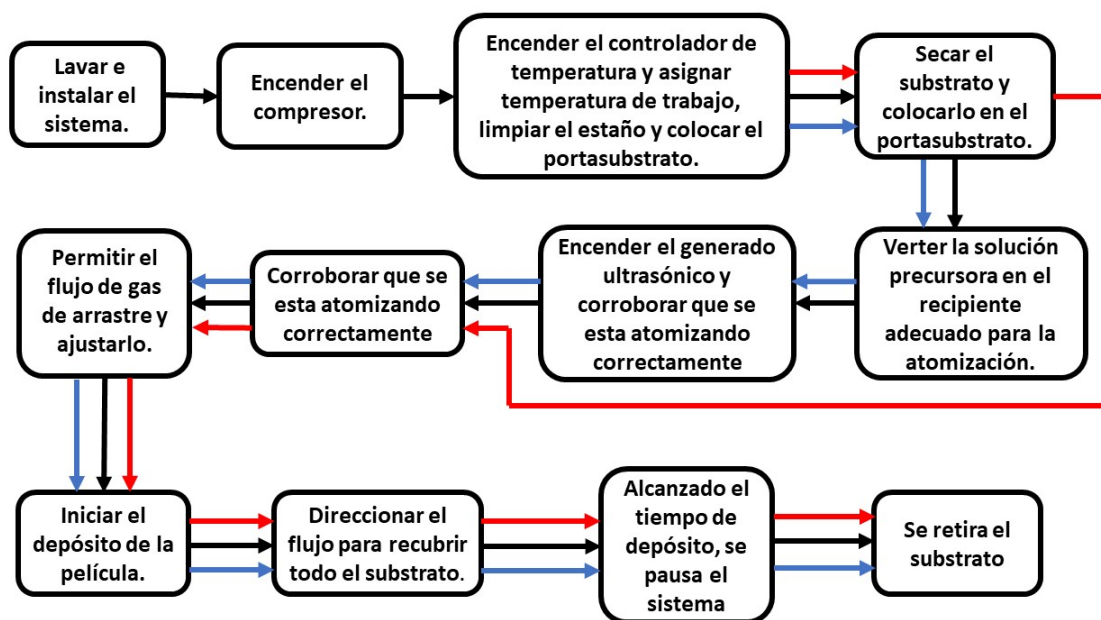 Lavar e
instalar el
sistema.
Encender el
compresor.
Encender el controlador de
temperatura y asignar
temperatura de trabajo,
limpiar el estaño y colocar el
portasubstrato.
Secar el
substrato y
colocarlo en el
portasubstrato.
Verter la solución
precursora en el
recipiente
adecuado para la
atomización.
Encender el generado
ultrasónico y
corroborar que se
esta atomizando
correctamente
Corroborar que se
esta atomizando
correctamente
Permitir el
flujo de gas
de arrastre y
ajustarlo.
Iniciar el
depósito de la
película.
Direccionar el
flujo para recubrir
todo el substrato.
Alcanzado el
tiempo de
depósito, se
pausa el
sistema
Se retira el
substrato